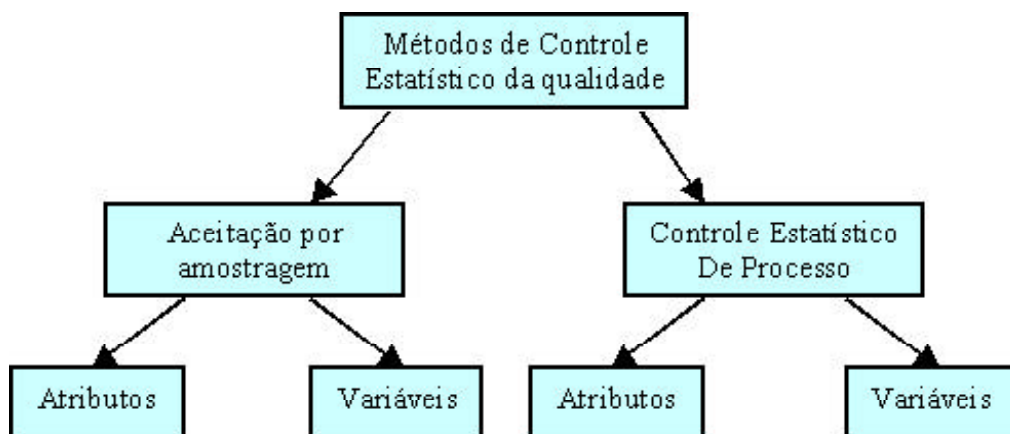 Métodos de Controle
Estatístico da qualidade
Aceitação por
amostragem
Controle Estatístico
De Processo
Atributos
Variáveis
Atributos
Variáveis